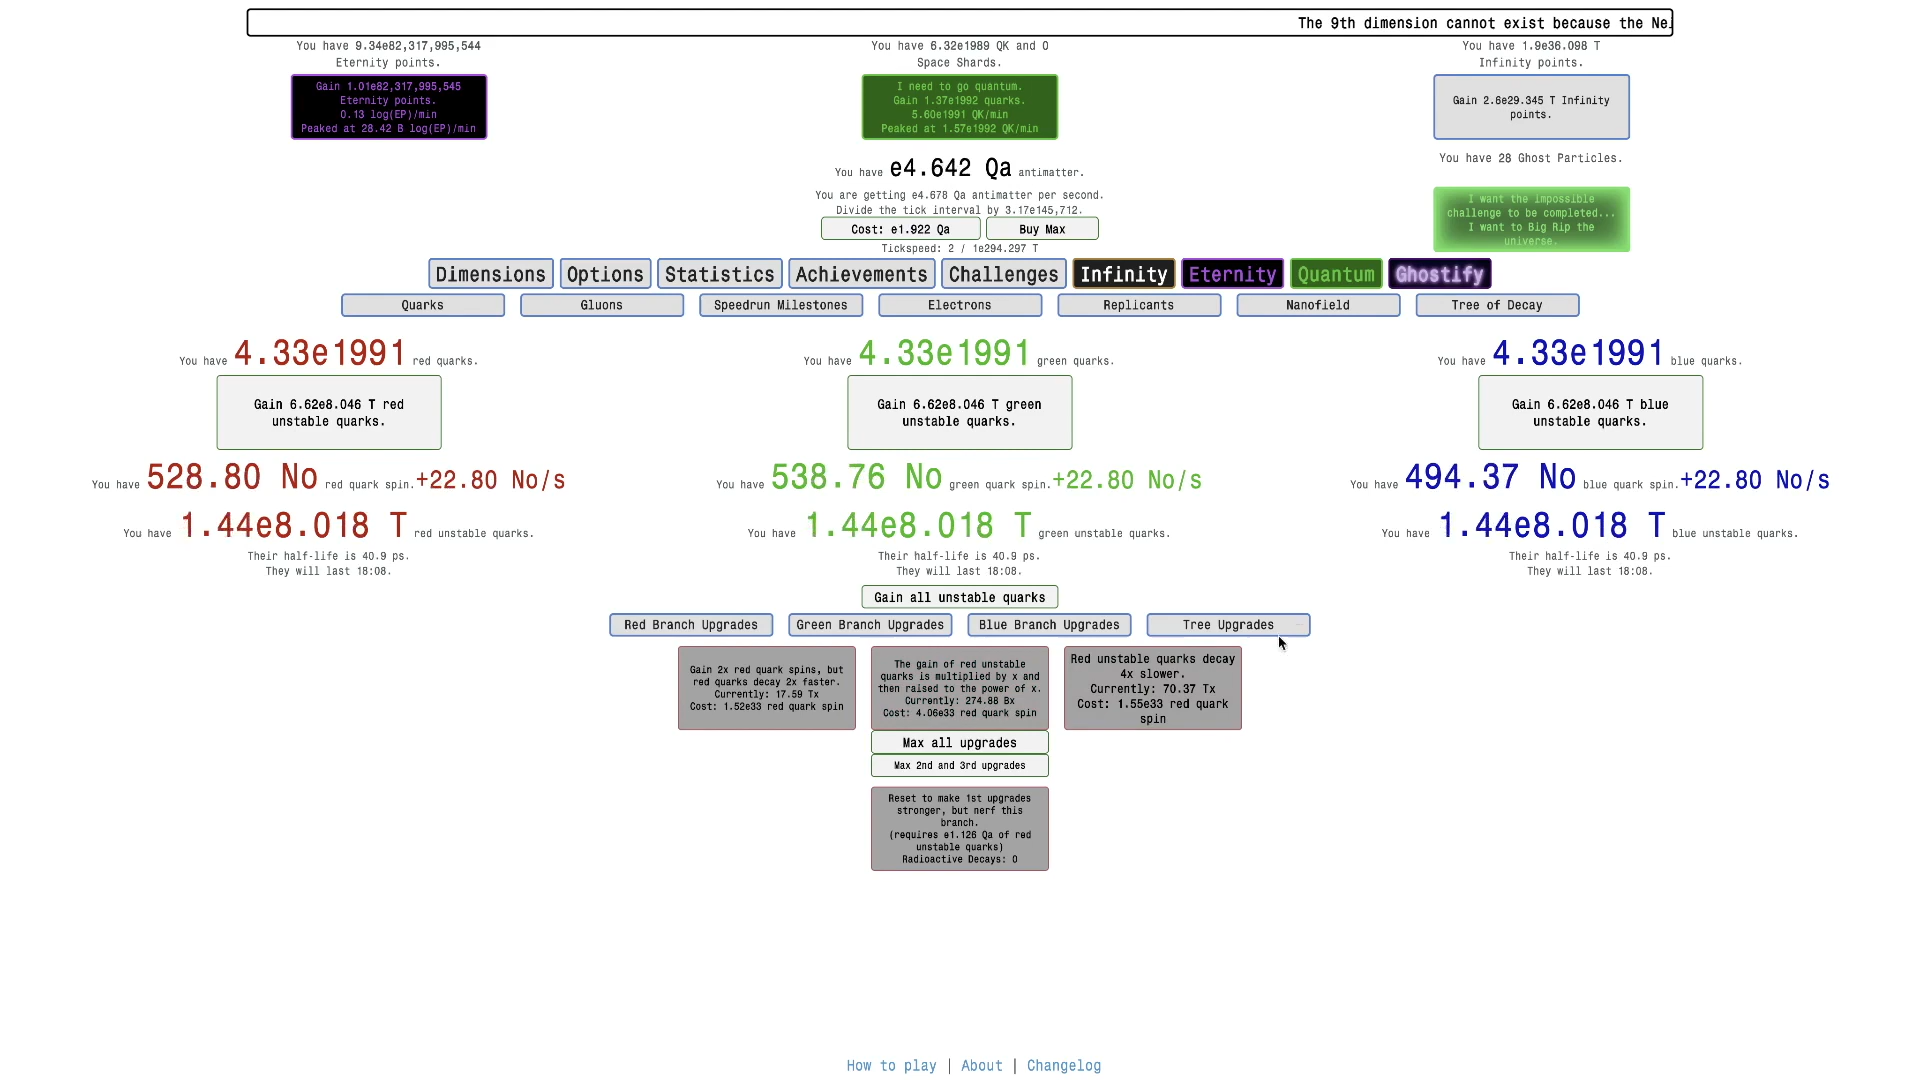 The 9th dimension cannot exist because the Ne
You have 9.34e82,317,995,544
Eternity points.
Gain 1.01e82,317,995,545
Eternity points.
0.13 log(EP)/min
Peaked at 28.42 B log(EP)/min
You have 6.32e1989 QK and 0
Space Shards.
I need to go quantum.
Gain 1.37e1992 quarks.
5.60e1991 QK/min
Peaked at 1.57e1992 QK/min
You have 1.9e36.098 T
Infinity points.
Gain 2.6e29.345 T Infinity
points.
You have 28 Ghost Particles.
I want the impossible
challenge to be completed...
I want to Big Rip the
universe.
You have e4.642 Qa antimatter.
You are getting e4.678 Qa antimatter per second.
Divide the tick interval by 3.17e145,712.
Cost: e1.922 Qa Buy Max
Tickspeed: 2 / 1e294.297 T
Dimensions Options Statistics Achievements Challenges Infinity Eternity Quantum Ghostify
Quarks Gluons Speedrun Milestones Electrons Replicants Nanofield Tree of Decay
You have 4.33e1991 red quarks.
Gain 6.62e8.046 T red
unstable quarks.
You have 528.80 No red quark spin.+22.80 No/s
You have 1.44e8.018 T red unstable quarks.
Their half-life is 40.9 ps.
They will last 18:08.
You have 4.33e1991 green quarks.
Gain 6.62e8.046 T green
unstable quarks.
You have 538.76 No green quark spin.+22.80 No/s
You have 1.44e8.018 T green unstable quarks.
Their half-life is 40.9 ps.
They will last 18:08.
You have 4.33e1991 blue quarks.
Gain 6.62e8.046 T blue
unstable quarks.
You have 494.37 No blue quark spin.+22.80 No/s
You have 1.44e8.018 T blue unstable quarks.
Their half-life is 40.9 ps.
They will last 18:08.
Gain all unstable quarks
Red Branch Upgrades Green Branch Upgrades Blue Branch Upgrades Tree Upgrades
Gain 2x red quark spins, but
red quarks decay 2x faster.
Currently: 17.59 Tx
Cost: 1.52e33 red quark spin
The gain of red unstable
quarks is multiplied by x and
then raised to the power of x.
Currently: 274.88 Bx
Cost: 4.06e33 red quark spin
Red unstable quarks decay
4x slower.
Currently: 70.37 Tx
Cost: 1.55e33 red quark
spin
Max all upgrades
Max 2nd and 3rd upgrades
Reset to make 1st upgrades
stronger, but nerf this
branch.
(requires e1.126 Qa of red
unstable quarks)
Radioactive Decays: 0
How to play | About | Changelog